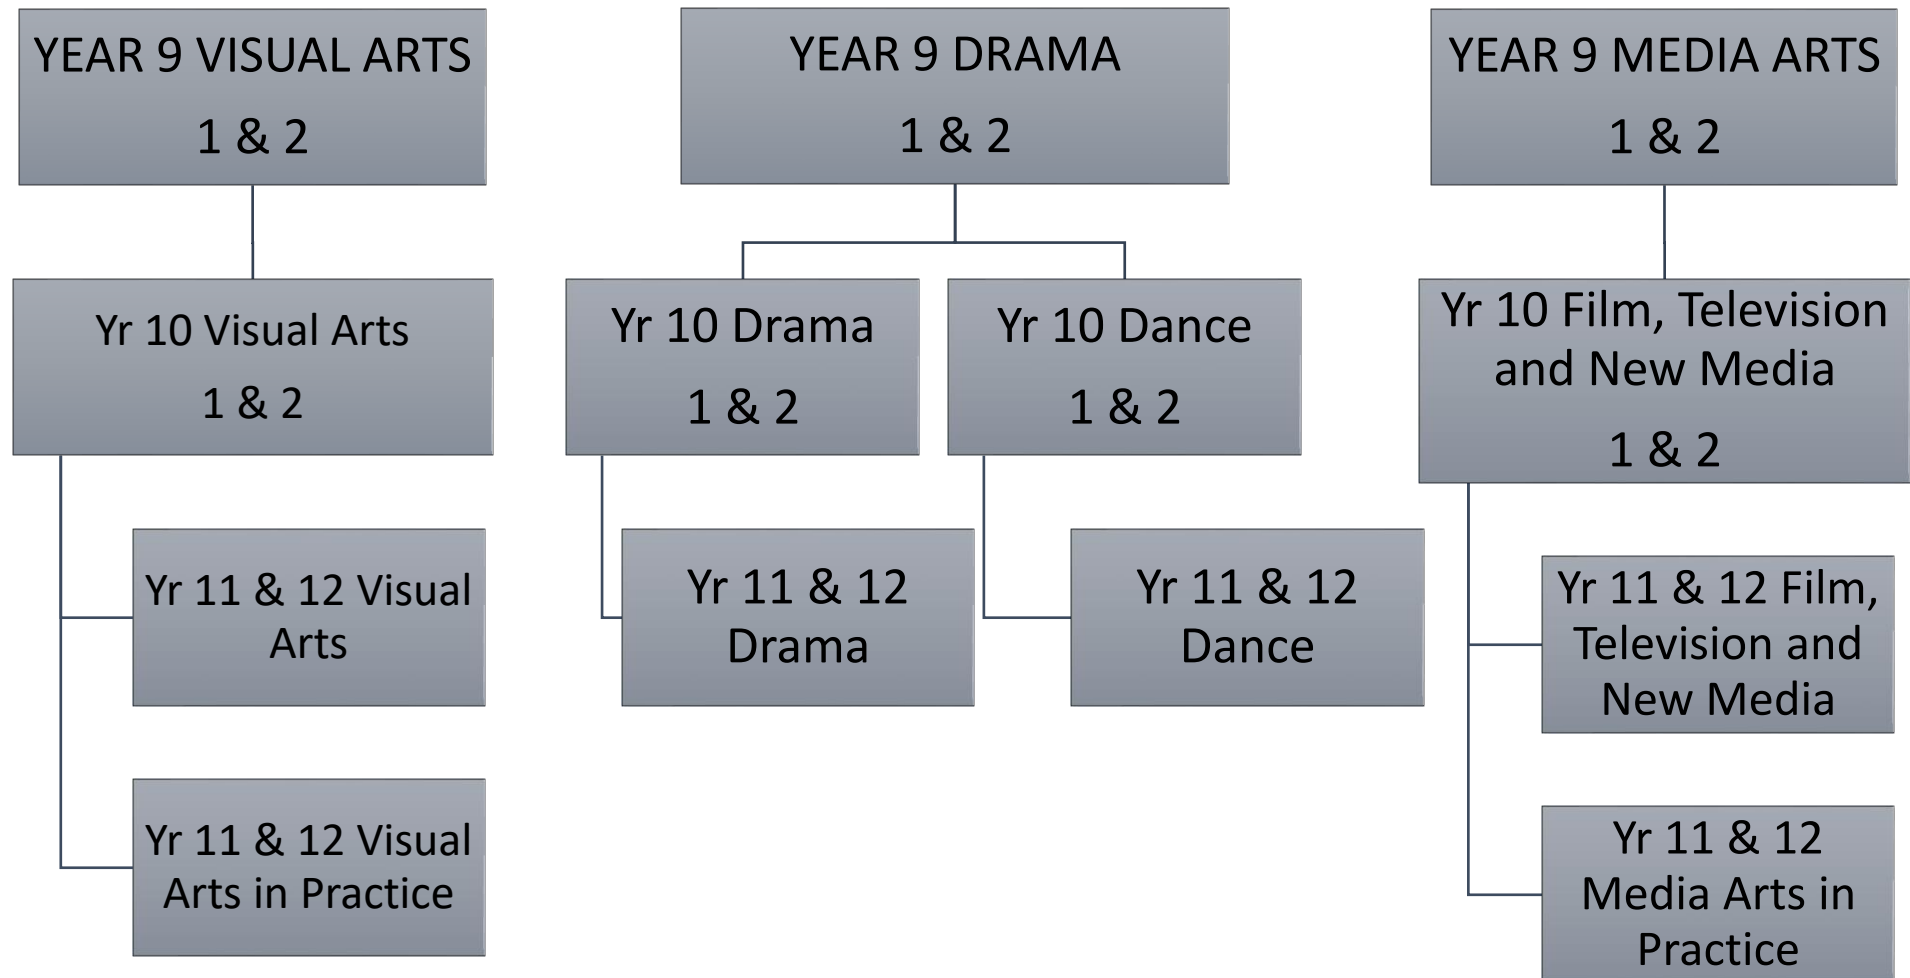 YEAR 9 VISUAL ARTS
1 & 2
YEAR 9 DRAMA
1 & 2
YEAR 9 MEDIA ARTS
1 & 2
Yr 10 Visual Arts
1 & 2
Yr 10 Drama
1 & 2
Yr 10 Dance
1 & 2
Yr 10 Film, Television
and New Media
1 & 2
Yr 11 & 12 Visual
Arts
Yr 11 & 12
Drama
Yr 11 & 12
Dance
Yr 11 & 12 Film,
Television and
New Media
Yr 11 & 12 Visual
Arts in Practice
Yr 11 & 12
Media Arts in
Practice